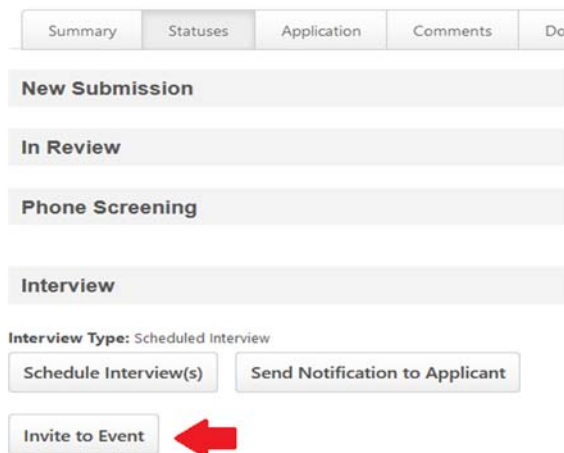 Summary Statuses Application Comments Do
New Submission
In Review
Phone Screening
Interview
Interview Type: Scheduled Interview
Schedule Interview(s) Send Notification to Applicant
Invite to Event